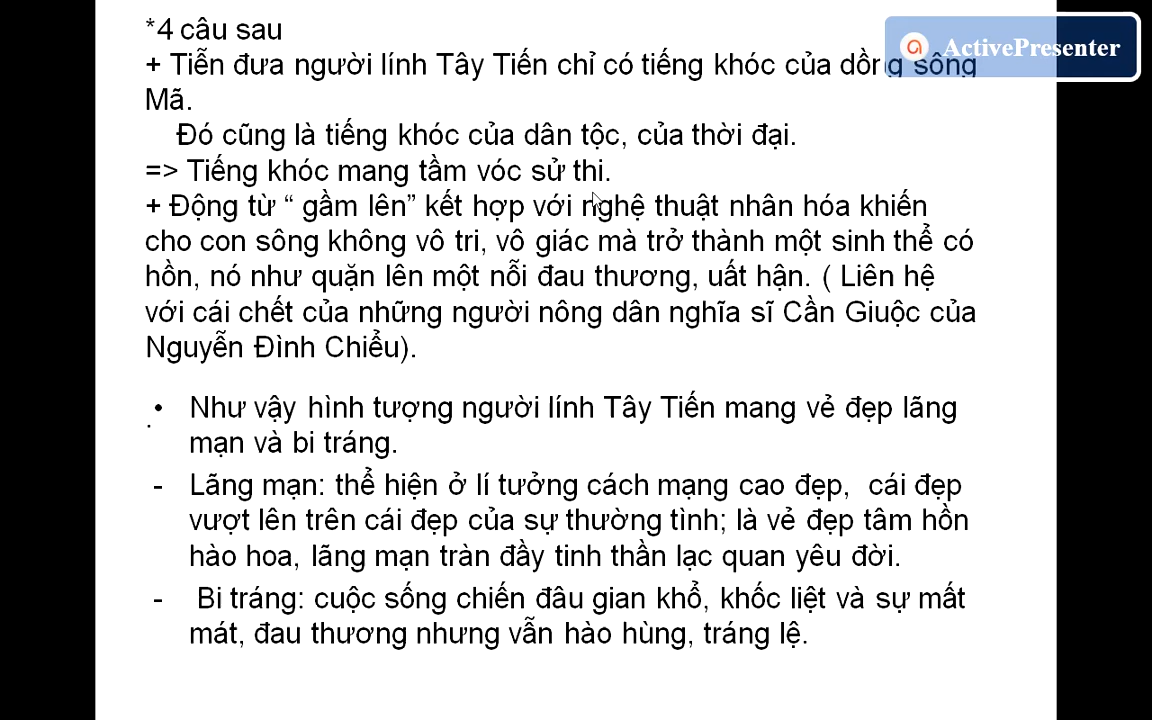 *4 câu sau
ActivePresenter
+ Tiễn đưa người lính Tây Tiến chỉ có tiếng khóc của dồng sông
Mã.
Đó cũng là tiếng khóc của dân tộc, của thời đại.
=> Tiếng khóc mang tầm vóc sử thi.
+ Động từ “ gầm lên” kết hợp với nghệ thuật nhân hóa khiến
cho con sông không vô tri, vô giác mà trở thành một sinh thể có
hồn, nó như quặn lên một nỗi đau thương, uất hận. ( Liên hệ
với cái chết của những người nông dân nghĩa sĩ Cần Giuộc của
Nguyễn Đình Chiểu).
• Như vậy hình tượng người lính Tây Tiến mang vẻ đẹp lãng
mạn và bi tráng.
- Lãng mạn: thể hiện ở lí tưởng cách mạng cao đẹp, cái đẹp
vượt lên trên cái đẹp của sự thường tình; là vẻ đẹp tâm hồn
hào hoa, lãng mạn tràn đầy tinh thần lạc quan yêu đời.
- Bi tráng: cuộc sống chiến đâu gian khổ, khốc liệt và sự mất
mát, đau thương nhưng vẫn hào hùng, tráng lệ.